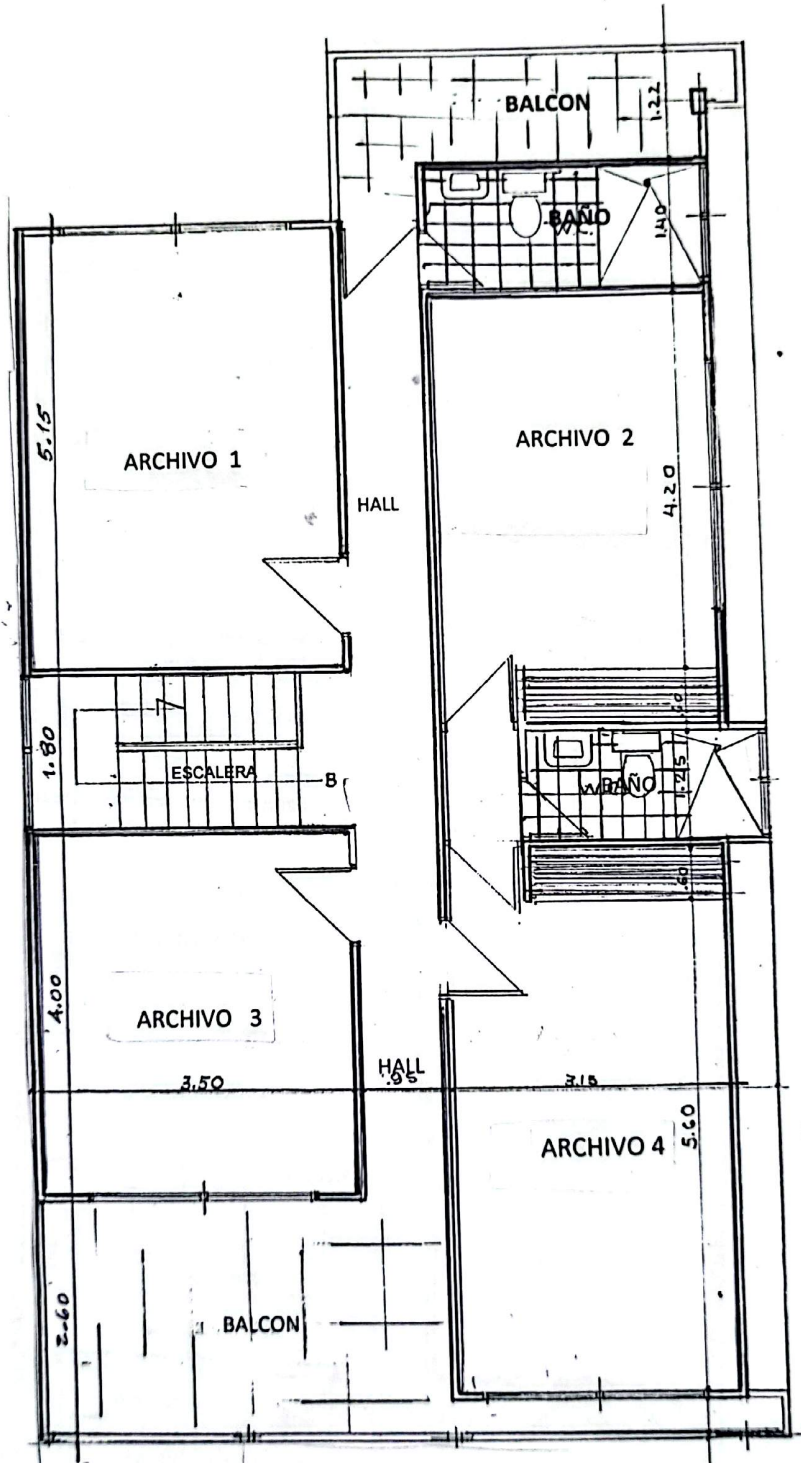 BALCON
1.22
BAÑO
W.C.
1.40
5.15
ARCHIVO 1
ARCHIVO 2
HALL
4.20
.60
1.80
ESCALERA
B
BAÑO
1.25
.60
4.00
ARCHIVO 3
HALL
3.50
.95
3.15
ARCHIVO 4
5.60
BALCON
2.60